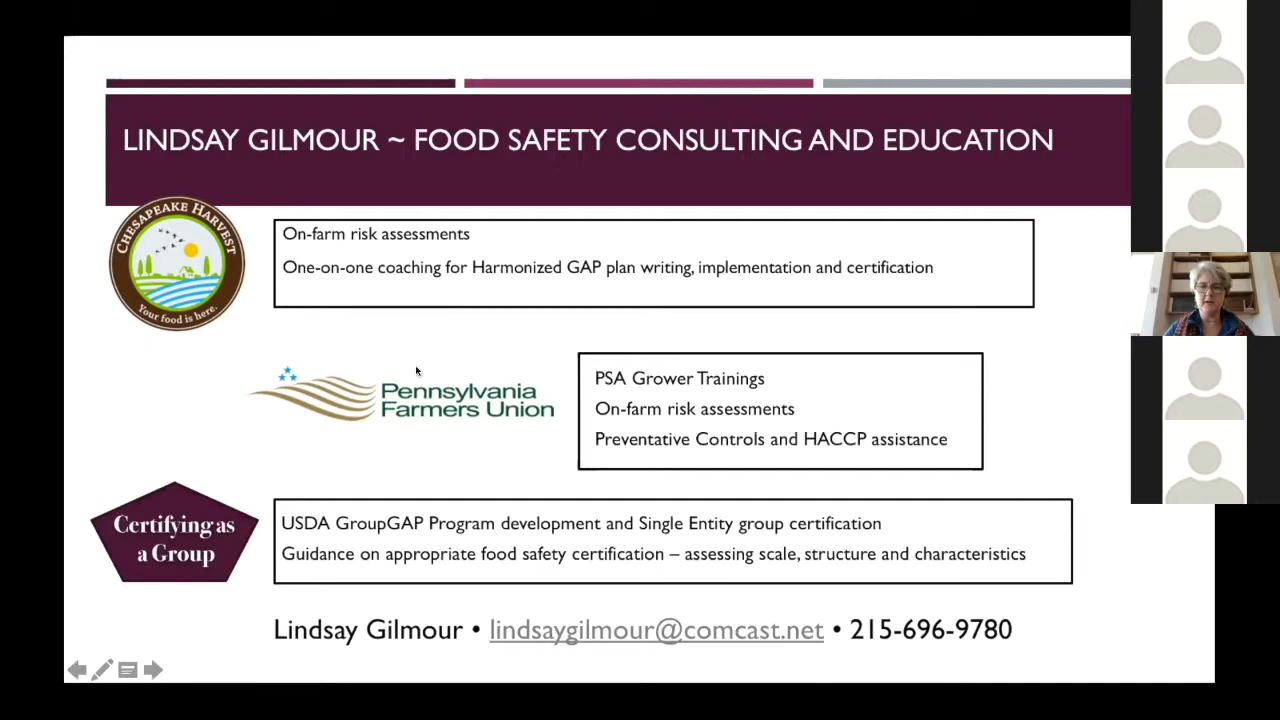 LINDSAY GILMOUR ~ FOOD SAFETY CONSULTING AND EDUCATION
CHESAPEAKE HARVEST
Your food is here.
On-farm risk assessments
One-on-one coaching for Harmonized GAP plan writing, implementation and certification
Pennsylvania
Farmers Union
PSA Grower Trainings
On-farm risk assessments
Preventative Controls and HACCP assistance
Certifying as
a Group
USDA GroupGAP Program development and Single Entity group certification
Guidance on appropriate food safety certification – assessing scale, structure and characteristics
Lindsay Gilmour • lindsaygilmour@comcast.net • 215-696-9780